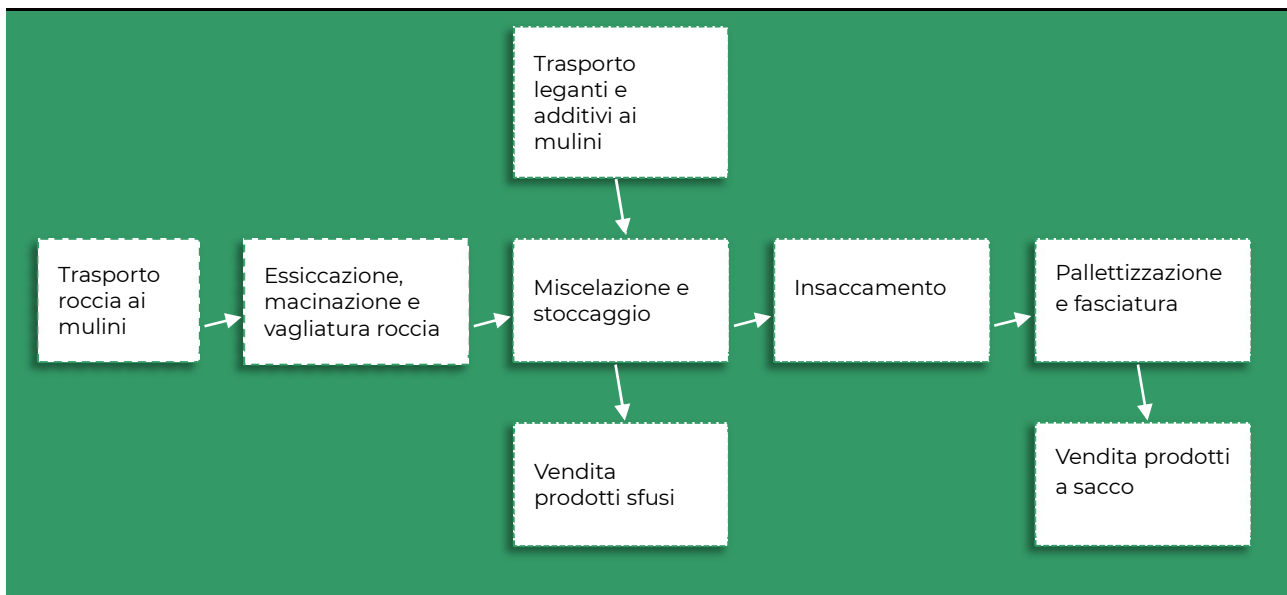 Trasporto
leganti e
additivi ai
mulini
Trasporto
roccia ai
mulini
Essiccazione,
macinazione e
vagliatura roccia
Miscelazione e
stoccaggio
Insaccamento
Pallettizzazione
e fasciatura
Vendita
prodotti sfusi
Vendita prodotti
a sacco